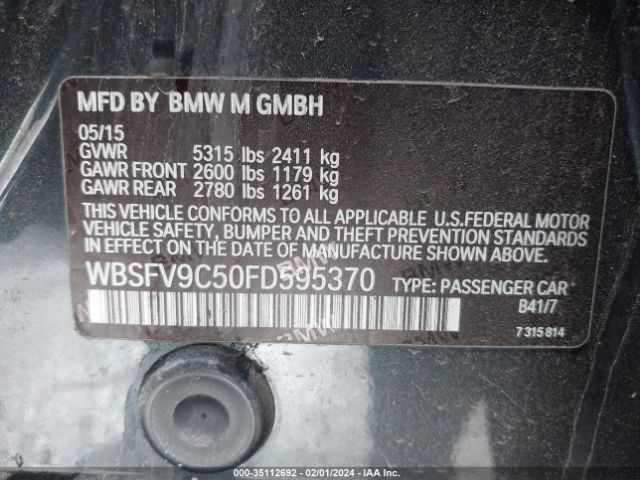 MFD BY BMW M GMBH
05/15
GVWR 5315 lbs 2411 kg
GAWR FRONT 2600 lbs 1179 kg
GAWR REAR 2780 lbs 1261 kg
THIS VEHICLE CONFORMS TO ALL APPLICABLE U.S.FEDERAL MOTOR
VEHICLE SAFETY, BUMPER AND THEFT PREVENTION STANDARDS
IN EFFECT ON THE DATE OF MANUFACTURE SHOWN ABOVE.
WBSFV9C50FD595370 TYPE: PASSENGER CAR
B41/7
7 315 814
000-35112692 - 02/01/2024 - IAA Inc.